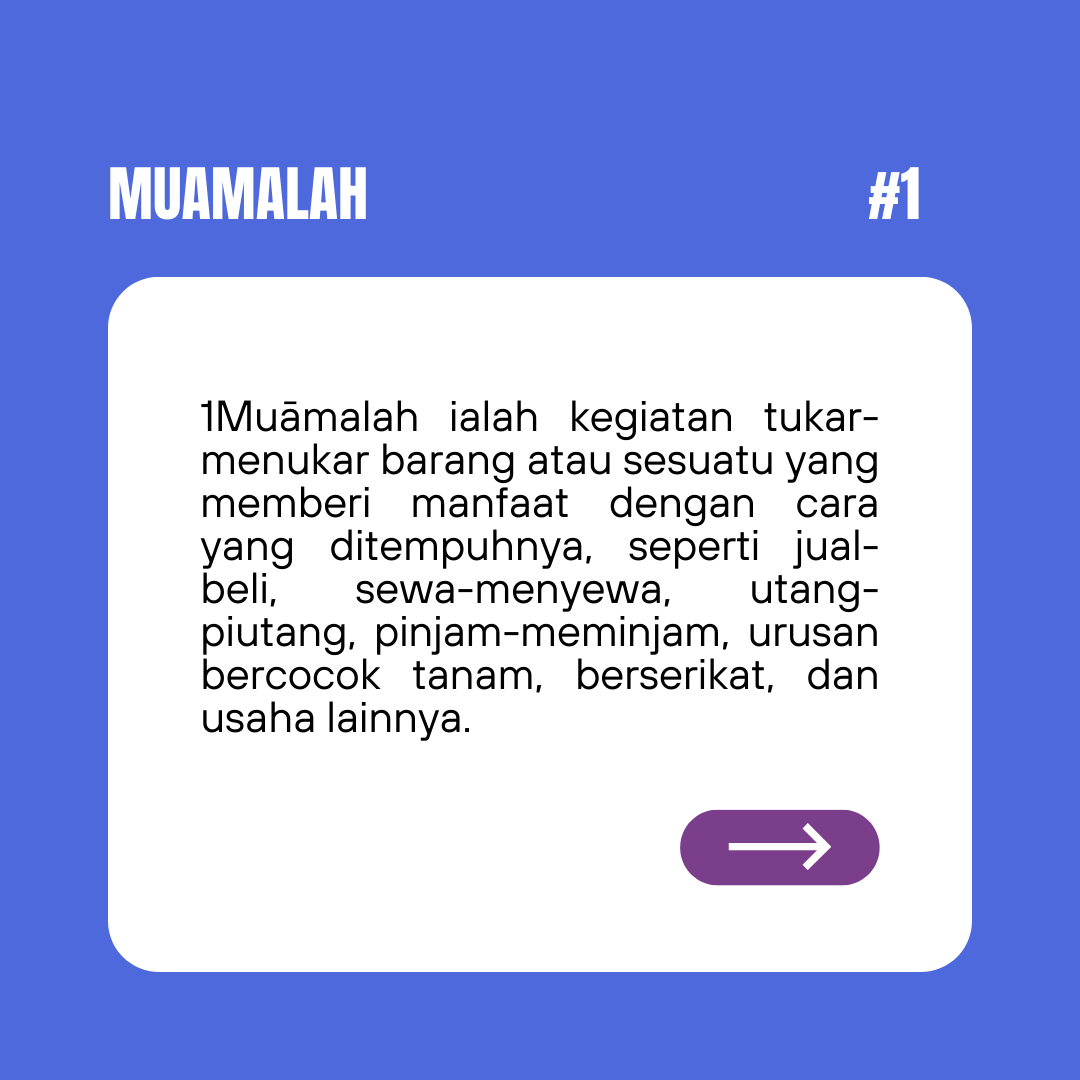 MUAMALAH
#1
1Muāmalah ialah kegiatan tukar-
menukar barang atau sesuatu yang
memberi manfaat dengan cara
yang ditempuhnya, seperti jual-
beli, sewa-menyewa, utang-
piutang, pinjam-meminjam, urusan
bercocok tanam, berserikat, dan
usaha lainnya.